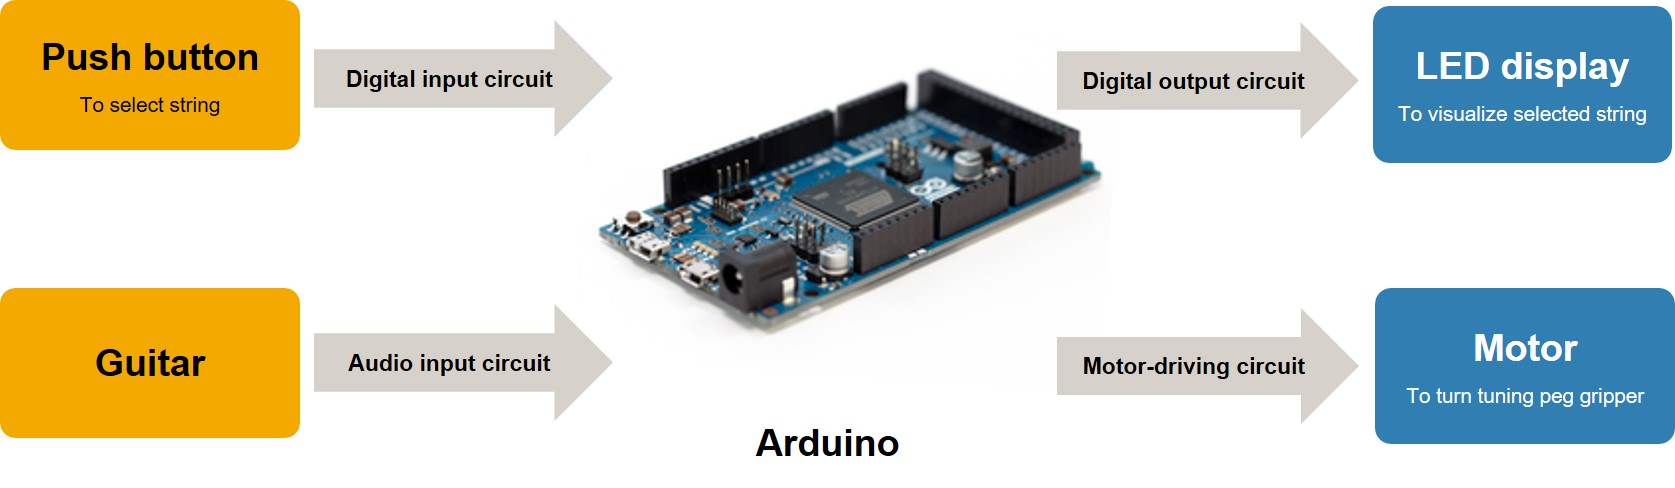 Push button
To select string
Digital input circuit
Digital output circuit
LED display
To visualize selected string
Guitar
Audio input circuit
Motor-driving circuit
Motor
To turn tuning peg gripper
Arduino